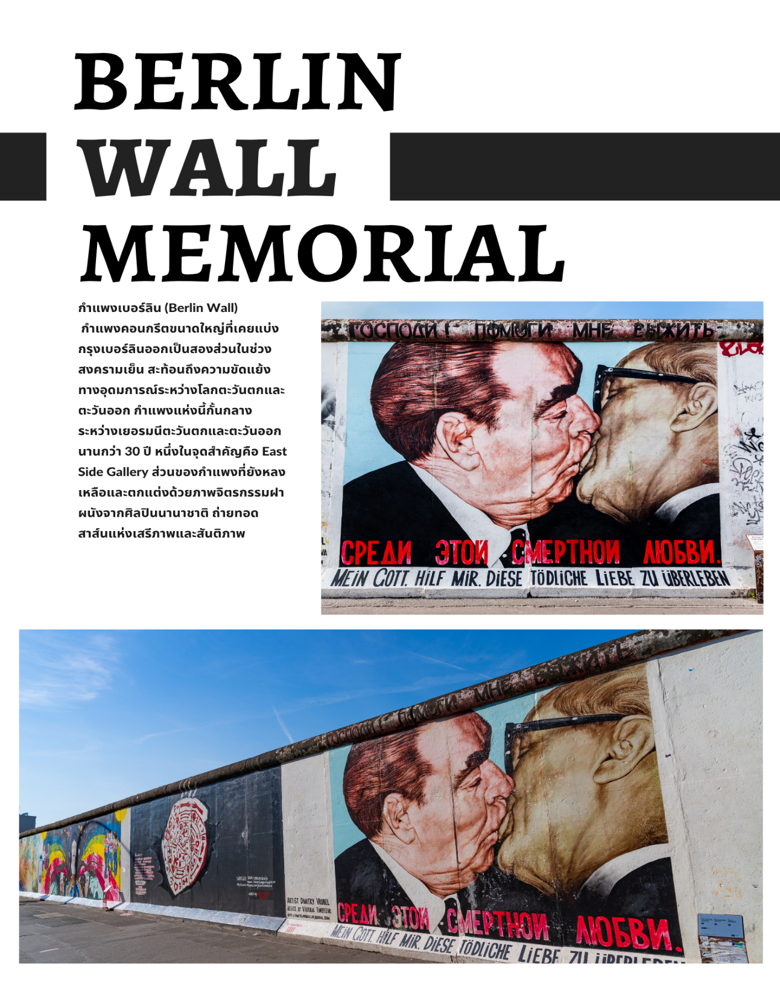 BERLIN
WALL
MEMORIAL
กำแพงเบอร์ลิน (Berlin Wall)
กำแพงคอนกรีตขนาดใหญ่ที่เคยแบ่ง
กรุงเบอร์ลินออกเป็นสองส่วนในช่วง
สงครามเย็น สะท้อนถึงความขัดแย้ง
ทางอุดมการณ์ระหว่างโลกตะวันตกและ
ตะวันออก กำแพงแห่งนี้กั้นกลาง
ระหว่างเยอรมนีตะวันตกและตะวันออก
นานกว่า 30 ปี หนึ่งในจุดสำคัญคือ East
Side Gallery ส่วนของกำแพงที่ยังหลง
เหลือและตกแต่งด้วยภาพจิตรกรรมฝา
ผนังจากศิลปินนานาชาติ ถ่ายทอด
สาส์นแห่งเสรีภาพและสันติภาพ
ГОСПОДИ! ПОМОГИ МНЕ ВЫЖИТЬ
СРЕДИ ЭТОЙ СМЕРТНОЙ ЛЮБВИ.
MEIN GOTT. HILF MIR. DIESE TÖDLICHE LIEBE ZU ÜBERLEBEN
ГОСПОДИ! ПОМОГИ МНЕ ВЫЖИТЬ
ARTIST DMITRY VRUBEL
ASSIST. BY VIKTORIA TIMOFEEVA
СРЕДИ ЭТОЙ СМЕРТНОЙ ЛЮБВИ.
MEIN GOTT. HILF MIR. DIESE TÖDLICHE LIEBE ZU ÜBERLEBEN